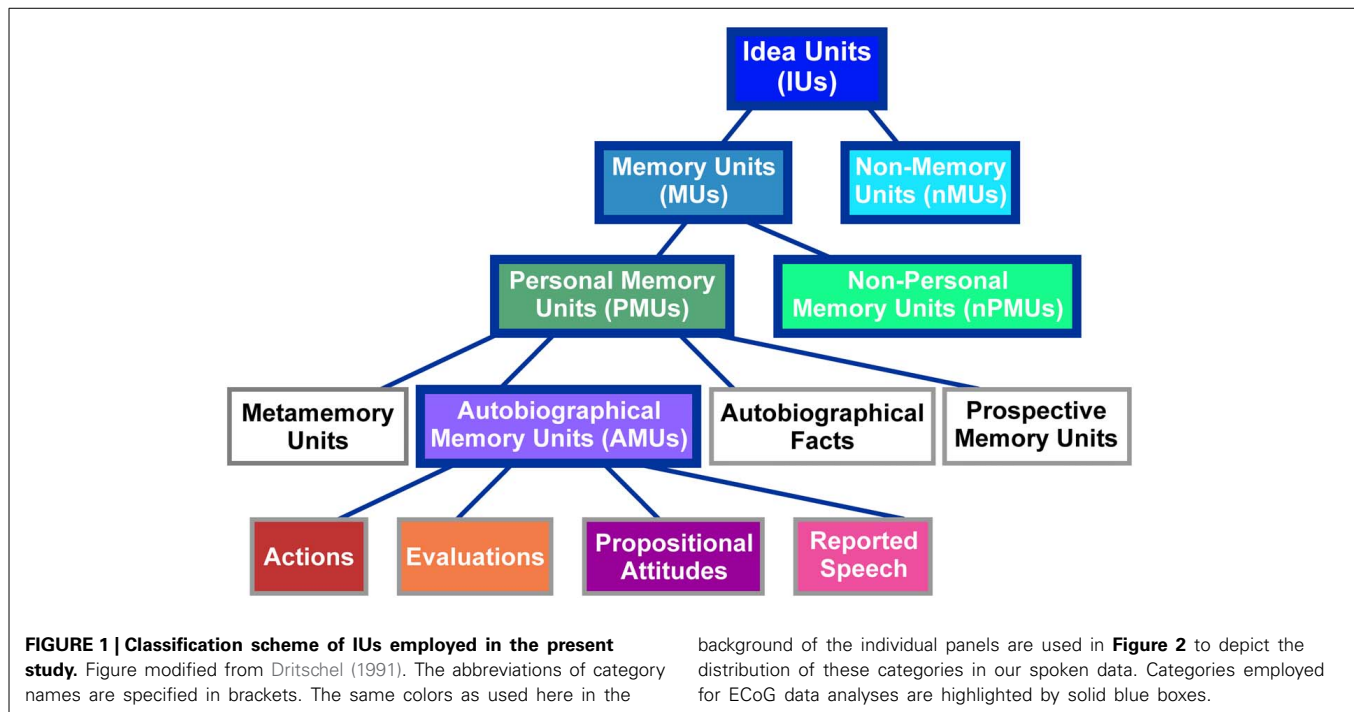 Idea Units
(IUs)
Memory Units
(MUs)
Non-Memory
Units (nMUs)
Personal Memory
Units (PMUs)
Non-Personal
Memory Units (nPMUs)
Metamemory
Units
Autobiographical
Memory Units (AMUs)
Autobiographical
Facts
Prospective
Memory Units
Actions
Evaluations
Propositional
Attitudes
Reported
Speech
FIGURE 1 | Classification scheme of IUs employed in the present
study. Figure modified from Dritschel (1991). The abbreviations of category
names are specified in brackets. The same colors as used here in the
background of the individual panels are used in Figure 2 to depict the
distribution of these categories in our spoken data. Categories employed
for ECoG data analyses are highlighted by solid blue boxes.